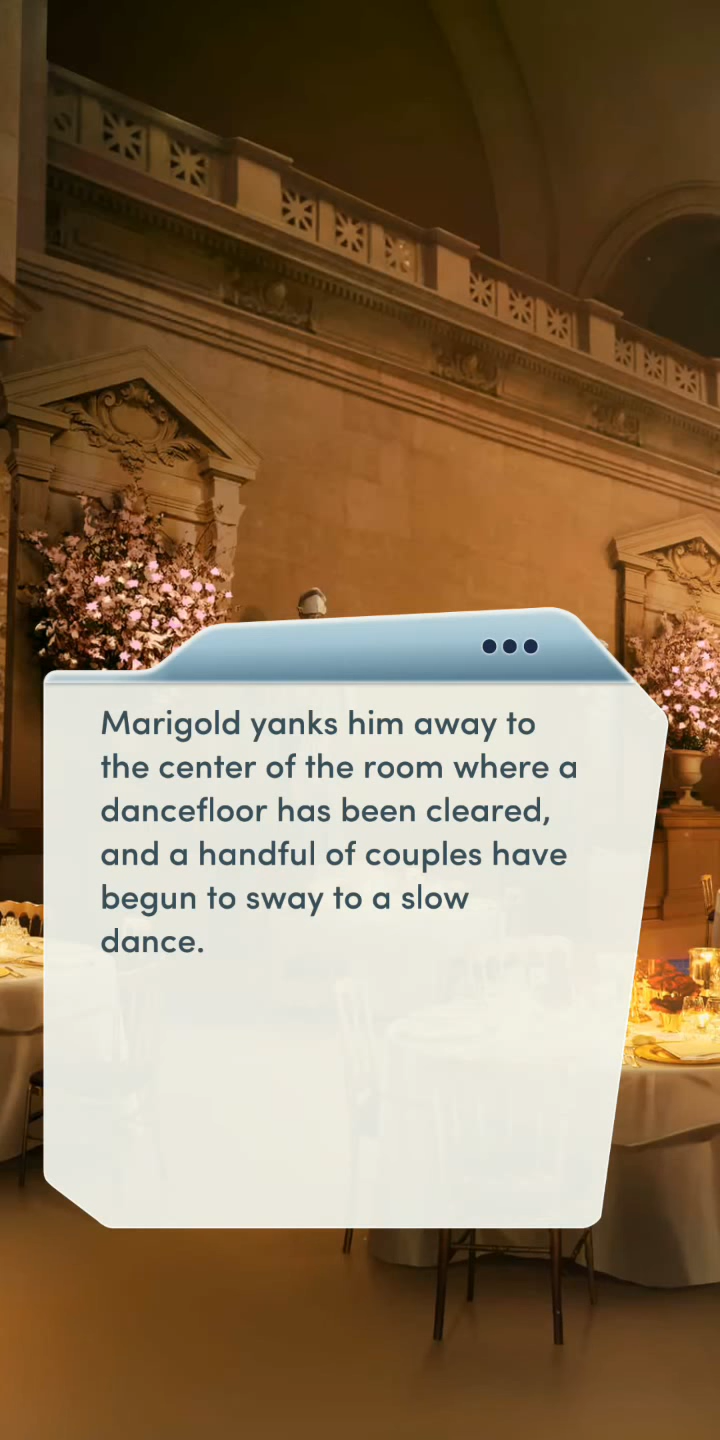 Marigold yanks him away to
the center of the room where a
dancefloor has been cleared,
and a handful of couples have
begun to sway to a slow
dance.